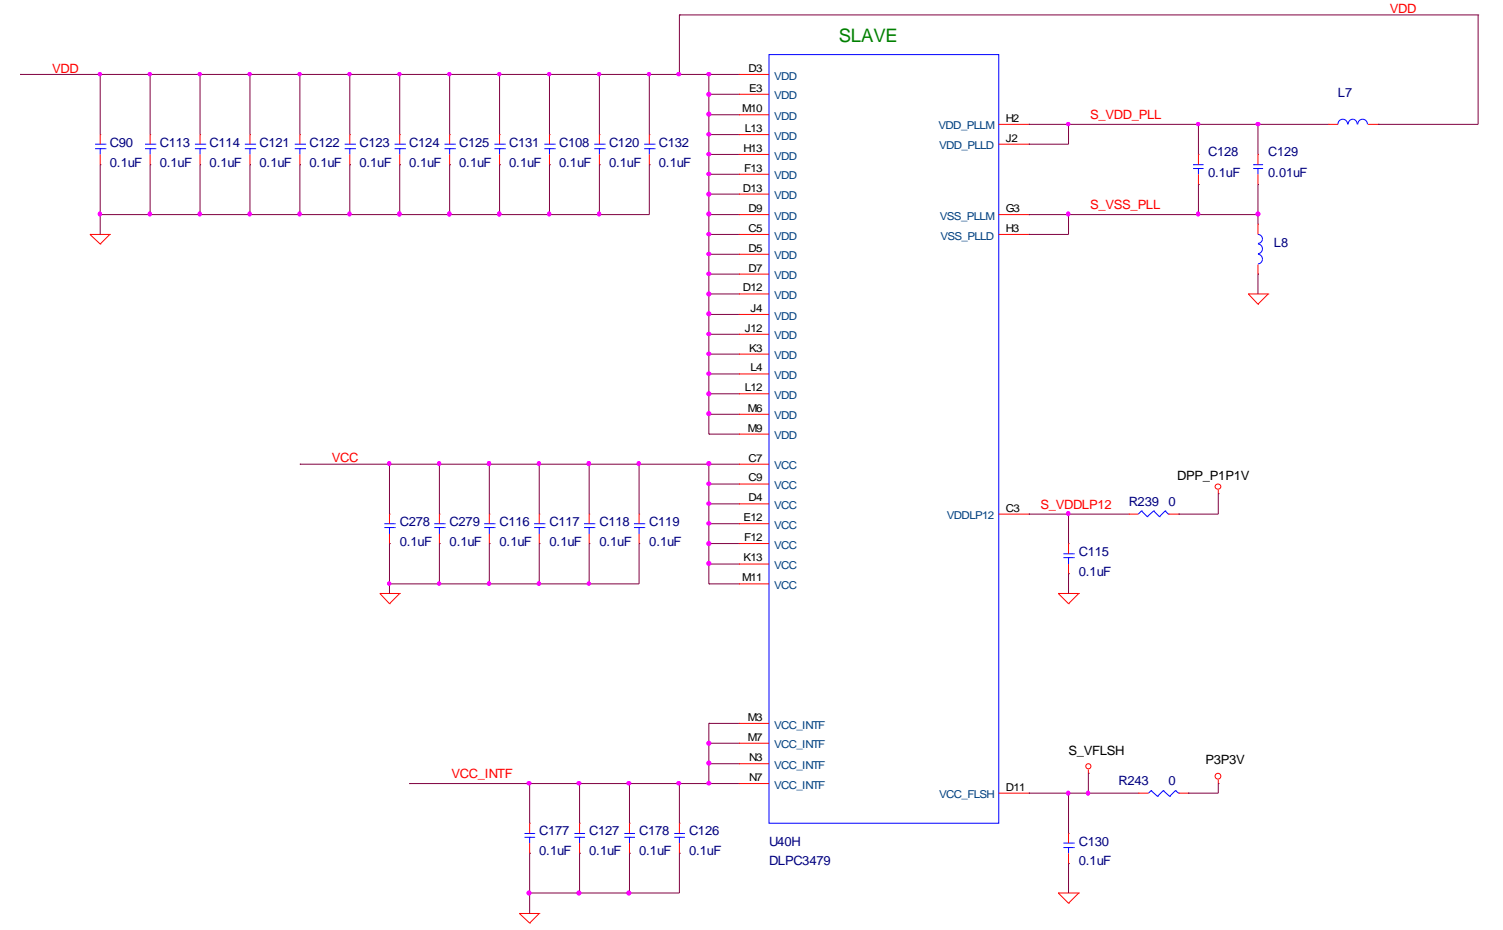 VDD
SLAVE
VDD
D3 VDD
E3 VDD
M10 VDD
L13 VDD
H13 VDD
F13 VDD
D13 VDD
D9 VDD
C5 VDD
D5 VDD
D7 VDD
D12 VDD
J4 VDD
J12 VDD
K3 VDD
L4 VDD
L12 VDD
M6 VDD
M9 VDD
C90 C113 C114 C121 C122 C123 C124 C125 C131 C108 C120 C132
0.1uF 0.1uF 0.1uF 0.1uF 0.1uF 0.1uF 0.1uF 0.1uF 0.1uF 0.1uF 0.1uF 0.1uF
L7
VDD_PLLM H2 S_VDD_PLL
VDD_PLLD J2
C128 C129
0.1uF 0.01uF
VSS_PLLM G3 S_VSS_PLL
VSS_PLLD H3
L8
VCC
C7 VCC
C9 VCC
D4 VCC
E12 VCC
F12 VCC
K13 VCC
M11 VCC
C278 C279 C116 C117 C118 C119
0.1uF 0.1uF 0.1uF 0.1uF 0.1uF 0.1uF
DPP_P1P1V
VDDLP12 C3 S_VDDLP12 R239 0
C115
0.1uF
M3 VCC_INTF
M7 VCC_INTF
N3 VCC_INTF
N7 VCC_INTF
VCC_INTF
C177 C127 C178 C126
0.1uF 0.1uF 0.1uF 0.1uF
S_VFLSH
P3P3V
VCC_FLSH D11 R243 0
C130
0.1uF
U40H
DLPC3479